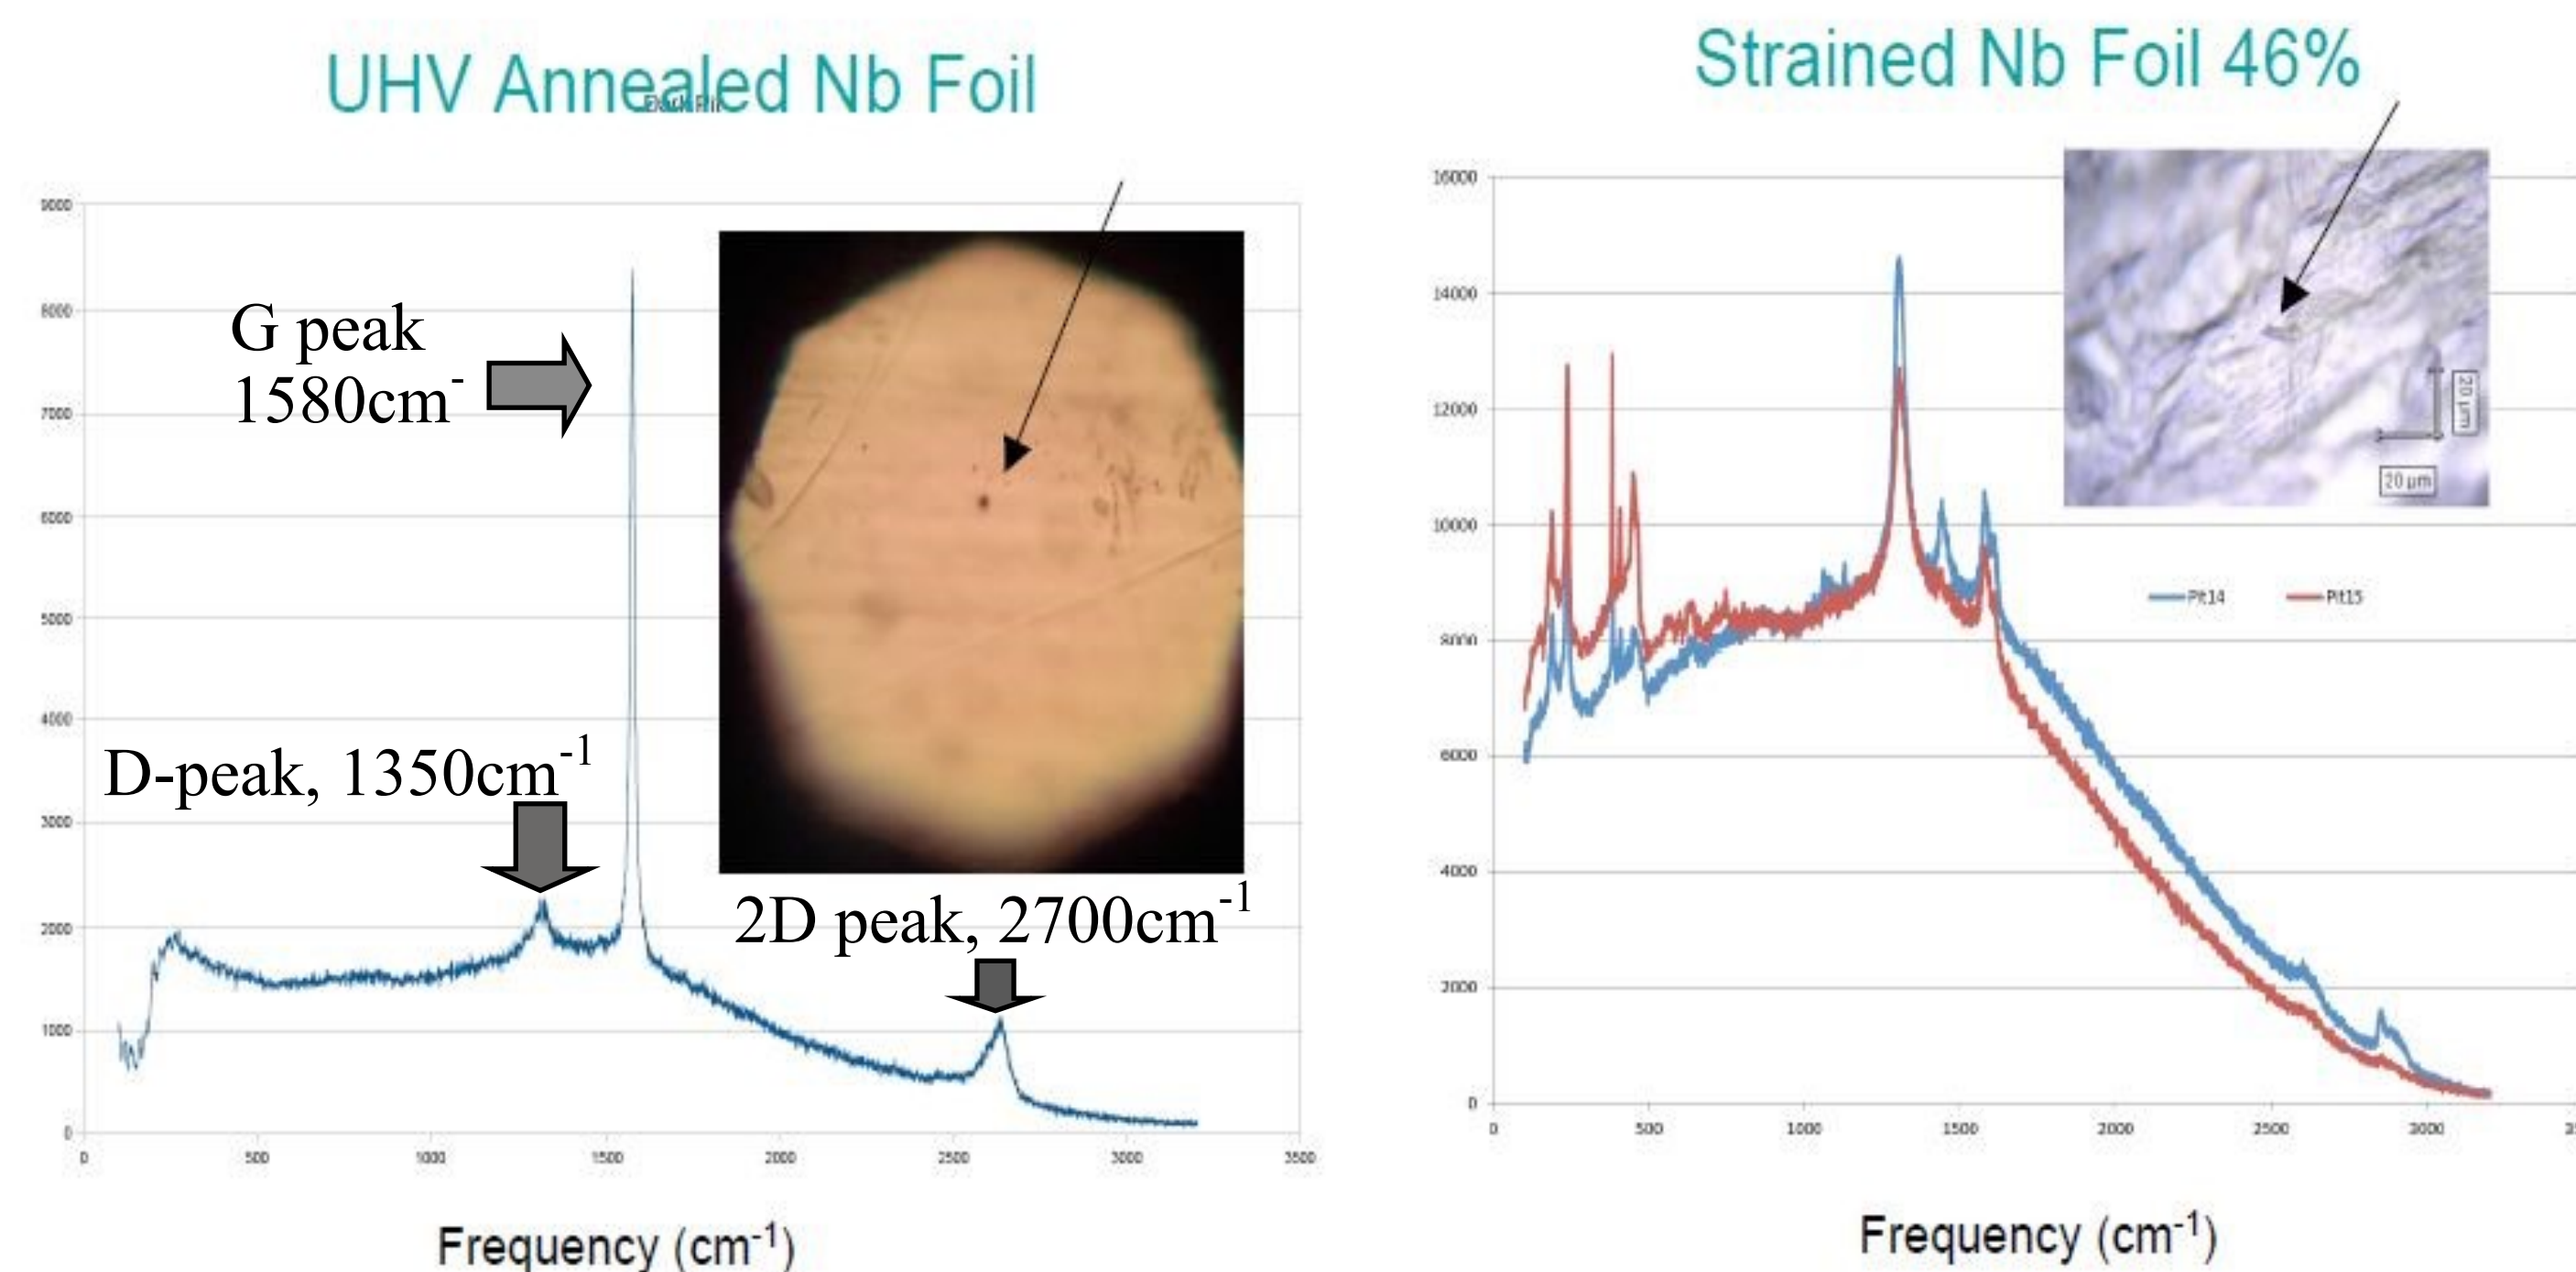 UHV Annealed Nb Foil
9000
8000
7000
6000
5000
4000
3000
2000
1000
0
G peak
1580cm-
D-peak, 1350cm-1
2D peak, 2700cm-1
0 500 1000 1500 2000 2500 3000 3500
Frequency (cm-1)
Strained Nb Foil 46%
16000
14000
12000
10000
8000
6000
4000
2000
0
20 µm
20 µm
Pit14 Pit15
0 500 1000 1500 2000 2500 3000
Frequency (cm-1)